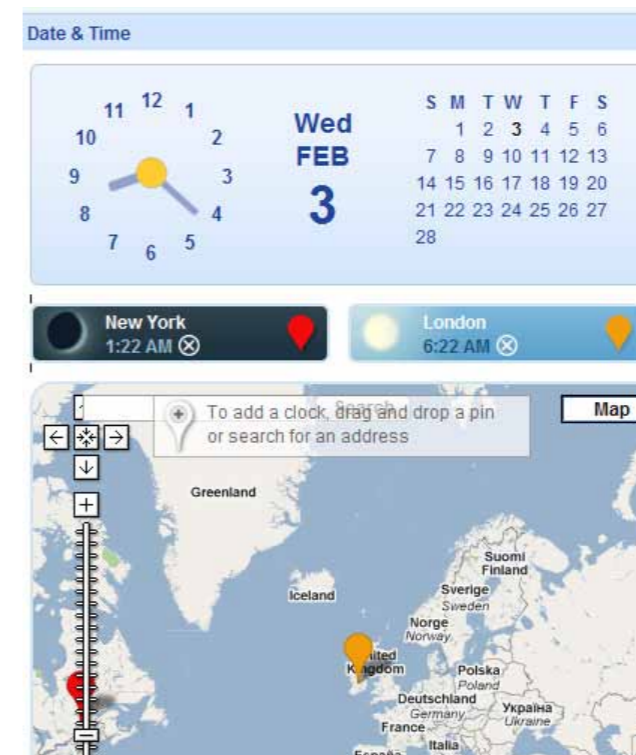 Date & Time
12
11
1
10
2
9
3
8
4
7
5
6
Wed
FEB
3
S M T W T F S
1 2 3 4 5 6
7 8 9 10 11 12 13
14 15 16 17 18 19 20
21 22 23 24 25 26 27
28
New York
1:22 AM
London
6:22 AM
Search
Map
To add a clock, drag and drop a pin
or search for an address
Greenland
Iceland
Suomi
Finland
Sverige
Sweden
Norge
Norway
United
Kingdom
Polska
Poland
Deutschland
Germany
Україна
Ukraine
France
Italia
España